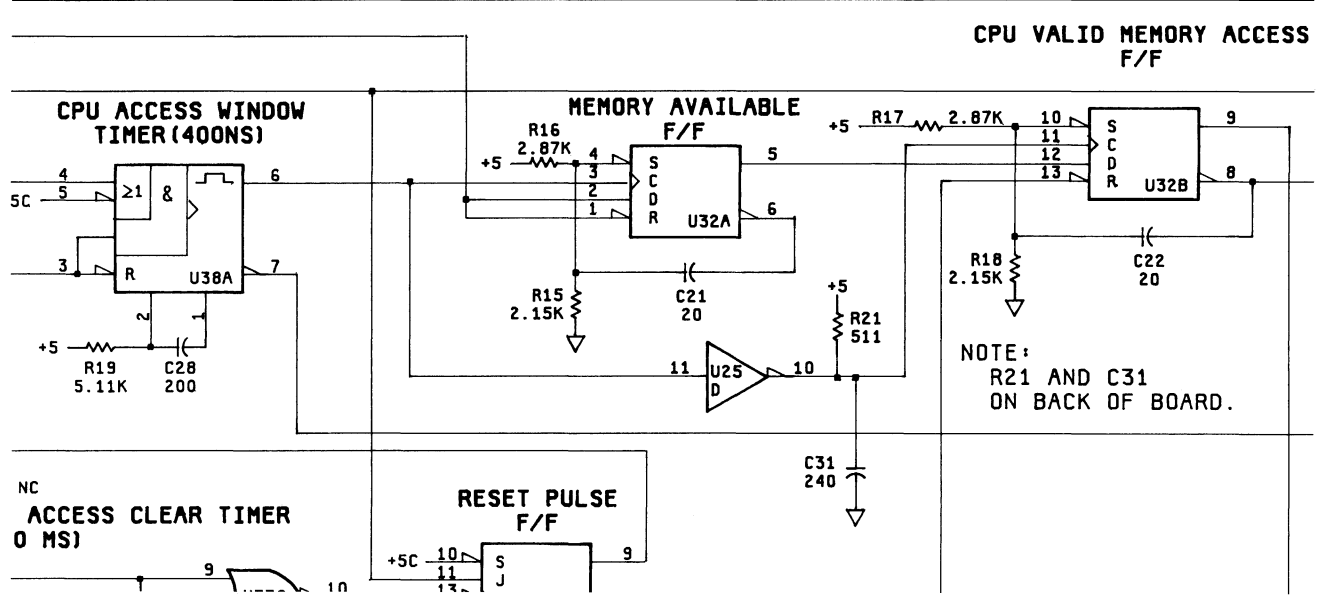 CPU VALID MEMORY ACCESS
F/F
CPU ACCESS WINDOW
TIMER(400NS)
MEMORY AVAILABLE
F/F
R16
2.87K
+5
4
3
2
1
S
C
D
R
U32A
5
6
+5
R17
2.87K
10
11
12
13
S
C
D
R
U32B
9
8
4
5C
5
3
≥1
&
R
U38A
6
7
2
1
+5
R19
5.11K
C28
200
R15
2.15K
C21
20
+5
R21
511
R18
2.15K
C22
20
11
U25
D
10
NOTE:
R21 AND C31
ON BACK OF BOARD.
C31
240
NC
ACCESS CLEAR TIMER
0 MS)
RESET PULSE
F/F
+5C
10
11
13
S
J
9
9
10